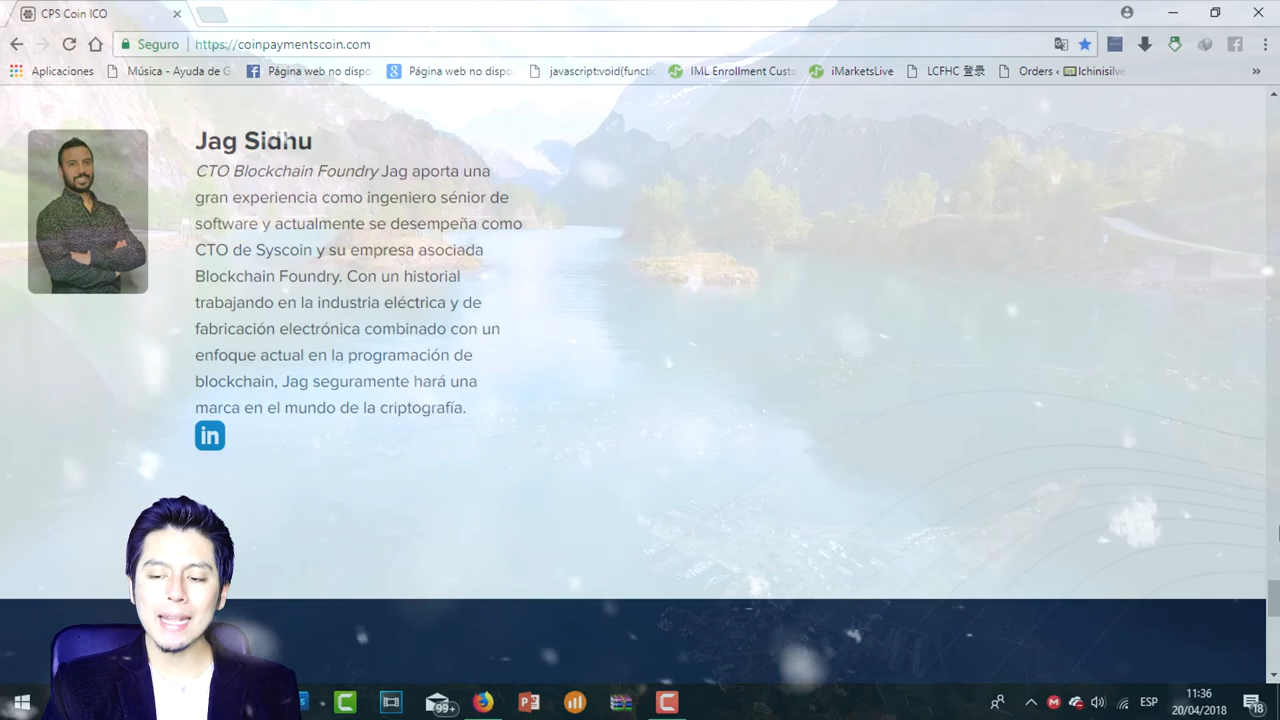 CPS Coin ICO
Seguro
https://coinpaymentscoin.com
Aplicaciones
Música - Ayuda de G
Página web no dispo
Página web no dispo
javascript:void(functi
IML Enrollment Custo
iMarketsLive
LCFHC 登录
Orders ‹
Ichinisilve
»
Jag Sidhu
CTO Blockchain Foundry Jag aporta una
gran experiencia como ingeniero sénior de
software y actualmente se desempeña como
CTO de Syscoin y su empresa asociada
Blockchain Foundry. Con un historial
trabajando en la industria eléctrica y de
fabricación electrónica combinado con un
enfoque actual en la programación de
blockchain, Jag seguramente hará una
marca en el mundo de la criptografía.
in
99+
ESP
11:36
20/04/2018
18